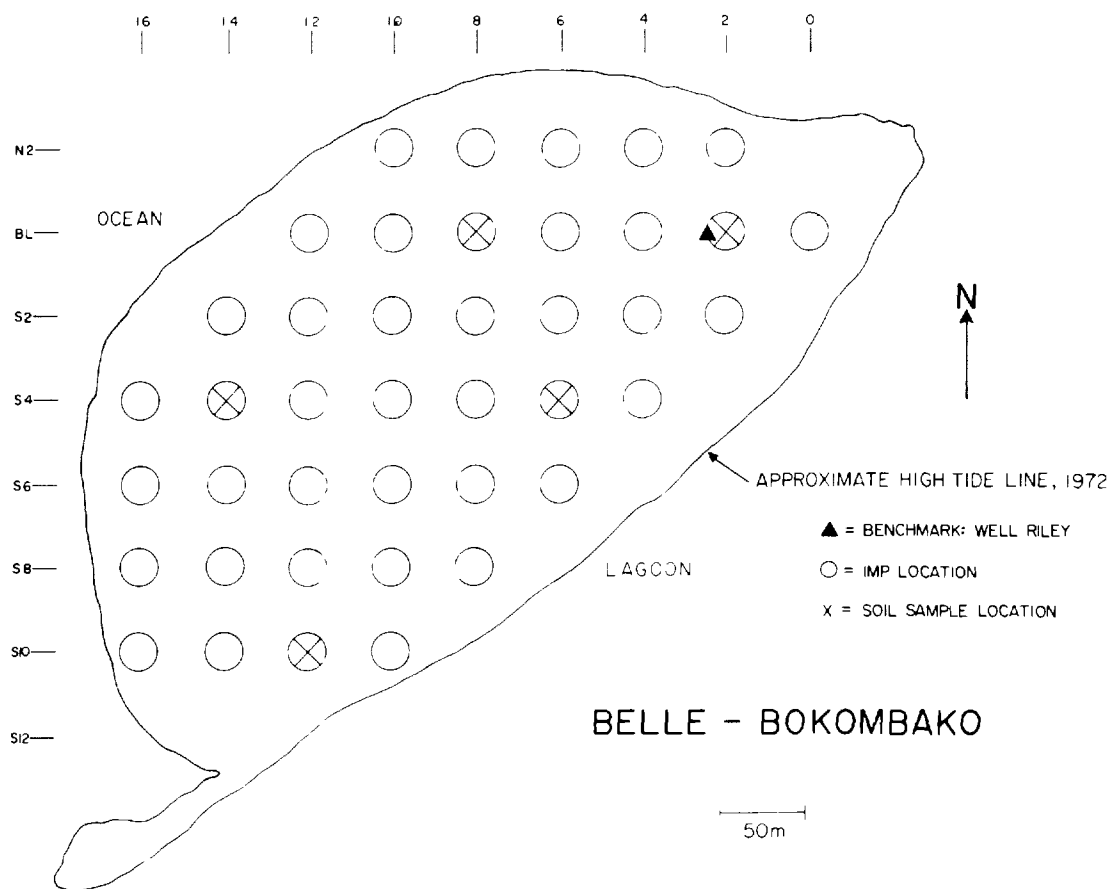 16 14 12 10 8 6 4 2 0
N2
OCEAN
BL
S2
N
S4
S6
APPROXIMATE HIGH TIDE LINE, 1972
▲ = BENCHMARK: WELL RILEY
S8
LAGOON
○ = IMP LOCATION
X = SOIL SAMPLE LOCATION
S10
BELLE - BOKOMBAKO
S12
50m